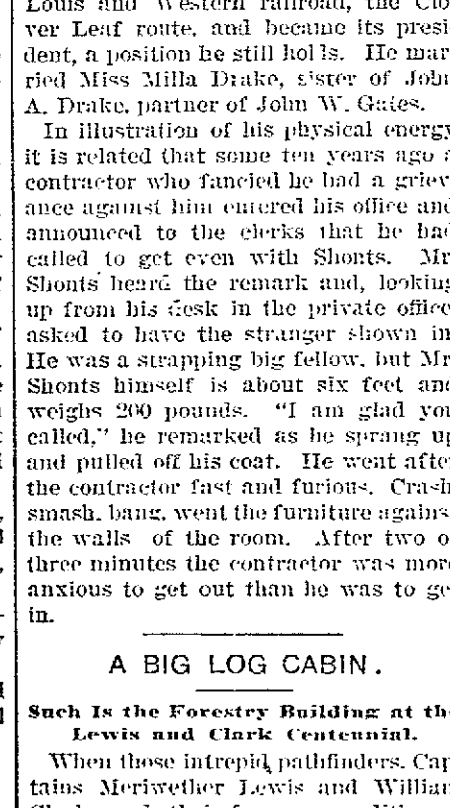 Louis and Western railroad, the Clo-
ver Leaf route, and became its presi
dent, a position he still holds. He mar
ried Miss Milla Drake, sister of John
A. Drake, partner of John W. Gates.
In illustration of his physical energy
it is related that some ten years ago a
contractor who fancied he had a griev
ance against him entered his office and
announced to the clerks that he had
called to get even with Shonts. Mr
Shonts heard the remark and, looking
up from his desk in the private office
asked to have the stranger shown in
He was a strapping big fellow, but Mr
Shonts himself is about six feet and
weighs 200 pounds. "I am glad you
called," he remarked as he sprang up
and pulled off his coat. He went after
the contractor fast and furious. Crash
smash, bang, went the furniture agains
the walls of the room. After two o
three minutes the contractor was more
anxious to get out than he was to ge
in.
A BIG LOG CABIN.
Such Is the Forestry Building at the
Lewis and Clark Centennial.
When those intrepid pathfinders, Cap
tains Meriwether Lewis and William